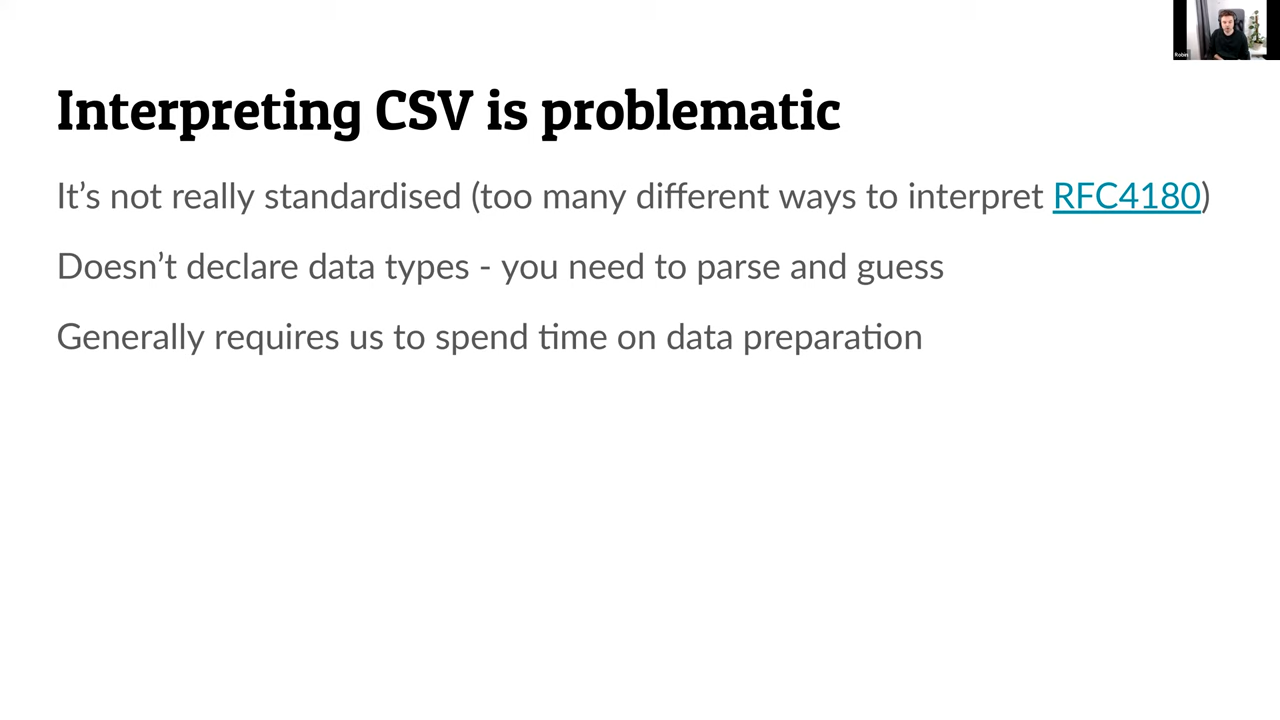 Robin
Interpreting CSV is problematic
It's not really standardised (too many different ways to interpret RFC4180)
Doesn't declare data types - you need to parse and guess
Generally requires us to spend time on data preparation